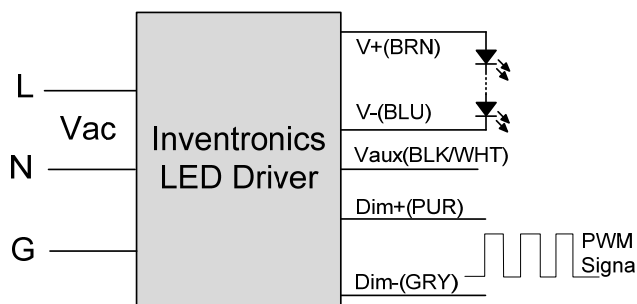 L
Vac
N
G
Inventronics
LED Driver
V+(BRN)
V-(BLU)
Vaux(BLK/WHT)
Dim+(PUR)
Dim-(GRY)
PWM
Signa